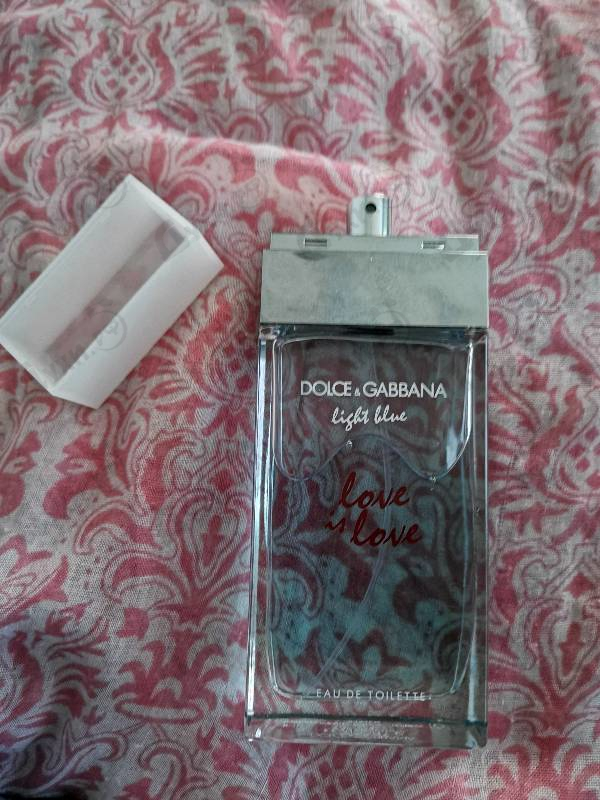 DOLCE & GABBANA
light blue
love
is love
EAU DE TOILETTE